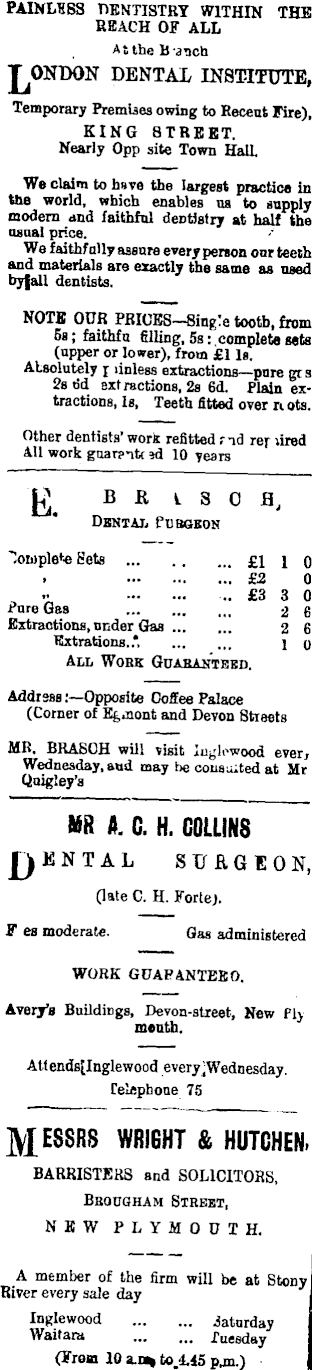 PAINLESS DENTISTRY WITHIN THE
REACH OF ALL
At the Branch
LONDON DENTAL INSTITUTE,
Temporary Premises owing to Recent Fire),
KING STREET.
Nearly Opposite Town Hall.
We claim to have the largest practice in
the world, which enables us to supply
modern and faithful dentistry at half the
usual price.
We faithfully assure every person our teeth
and materials are exactly the same as used
by all dentists.
NOTE OUR PRICES—Single tooth, from
5s; faithfu filling, 5s: complete sets
(upper or lower), from £1 1s.
Absolutely painless extractions—pure gas
2s 6d extractions, 2s 6d. Plain ex-
tractions, 1s, Teeth fitted over roots.
Other dentists' work refitted and repaired
All work guaranteed 10 years
E. BRASCH,
DENTAL SURGEON
Complete Sets ... .. ... £1 1 0
" ... ... ... £2 0
" ... ... .. £3 3 0
Pure Gas ... ... ... 2 6
Extractions, under Gas ... ... 2 6
Extrations.. ... ... 1 0
ALL WORK GUARANTEED.
Address:—Opposite Coffee Palace
(Corner of Egmont and Devon Streets
MR. BRASCH will visit Inglewood every
Wednesday, and may be consulted at Mr
Quigley's
MR A. C. H. COLLINS
DENTAL SURGEON,
(late C. H. Forte).
F es moderate. Gas administered
WORK GUARANTEED.
Avery's Buildings, Devon-street, New Ply
mouth.
Attends Inglewood every Wednesday.
Telephone 75
MESSRS WRIGHT & HUTCHEN,
BARRISTERS and SOLICITORS,
BROUGHAM STREET,
NEW PLYMOUTH.
A member of the firm will be at Stony
River every sale day
Inglewood ... ... Saturday
Waitara ... ... Tuesday
(From 10 a.m. to 4.45 p.m.)